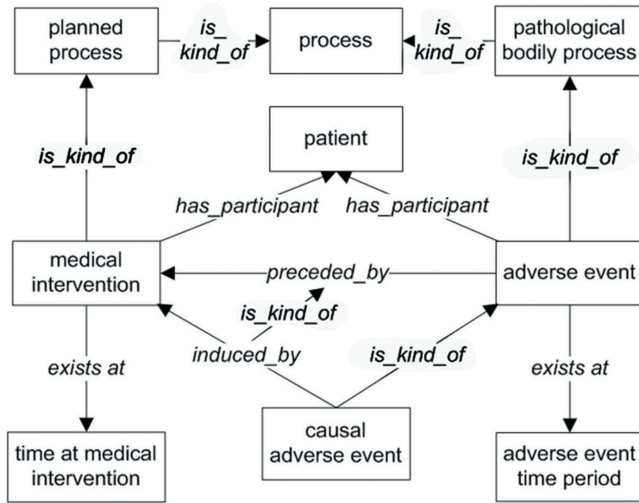 planned
process
is_
kind_of
process
is_
kind_of
pathological
bodily process
is_kind_of
patient
is_kind_of
has_participant
has_participant
medical
intervention
preceded_by
adverse event
is_kind_of
induced_by
is_kind_of
exists at
exists at
time at medical
intervention
causal
adverse event
adverse event
time period